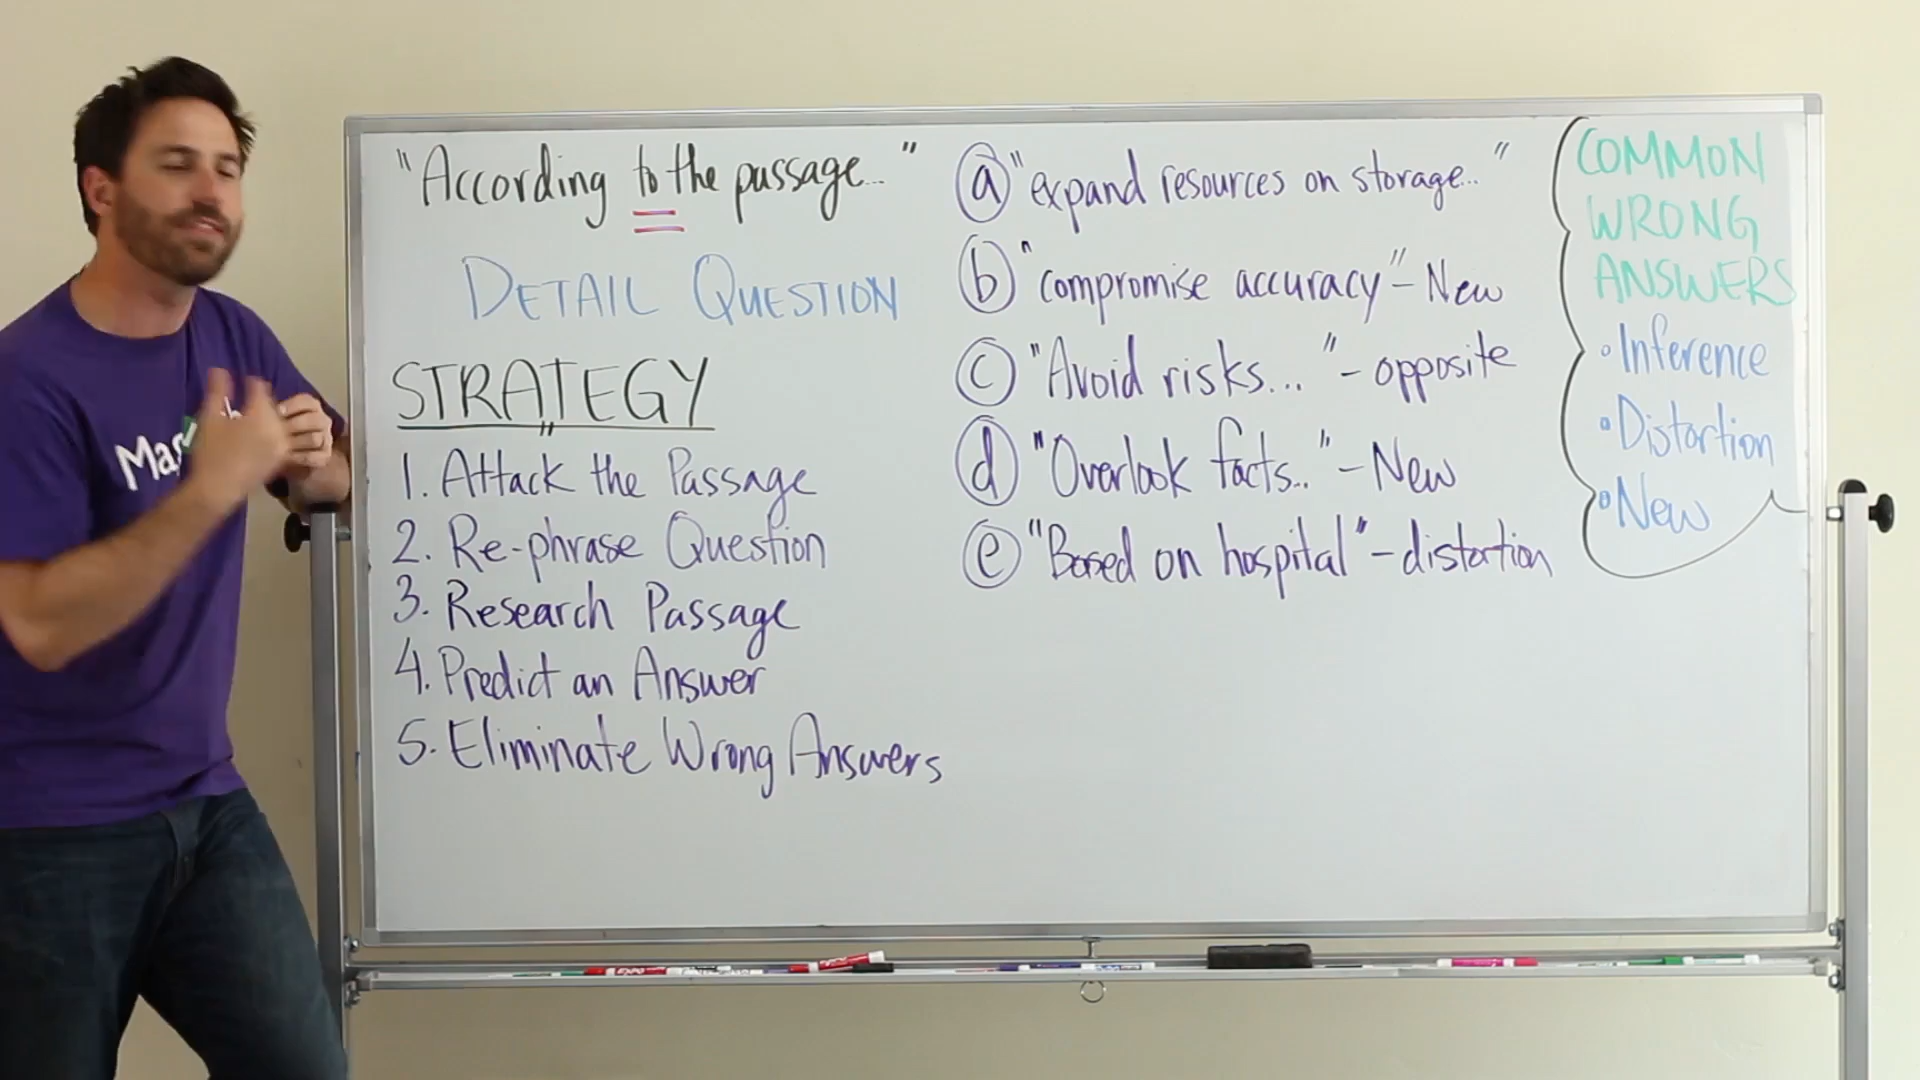 "According to the passage..."
DETAIL QUESTION
STRATEGY
1. Attack the Passage
2. Re-phrase Question
3. Research Passage
4. Predict an Answer
5. Eliminate Wrong Answers
ⓐ "expand resources on storage..."
ⓑ "compromise accuracy" - New
ⓒ "Avoid risks..." - opposite
ⓓ "Overlook facts..." - New
ⓔ "Based on hospital" - distortion
COMMON
WRONG
ANSWERS
• Inference
• Distortion
• New
EXPO